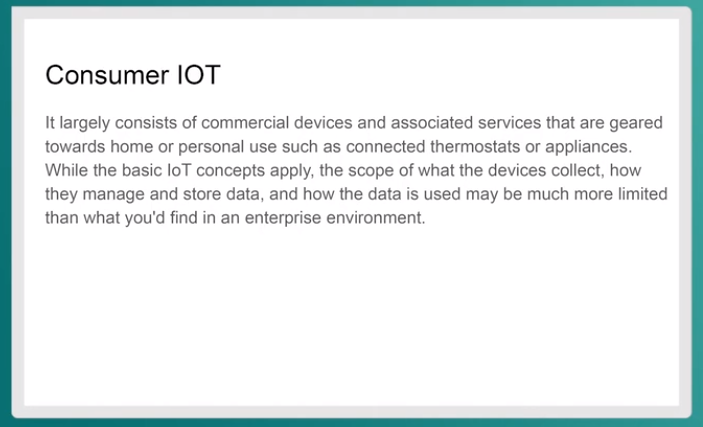 Consumer IOT
It largely consists of commercial devices and associated services that are geared
towards home or personal use such as connected thermostats or appliances.
While the basic IoT concepts apply, the scope of what the devices collect, how
they manage and store data, and how the data is used may be much more limited
than what you'd find in an enterprise environment.